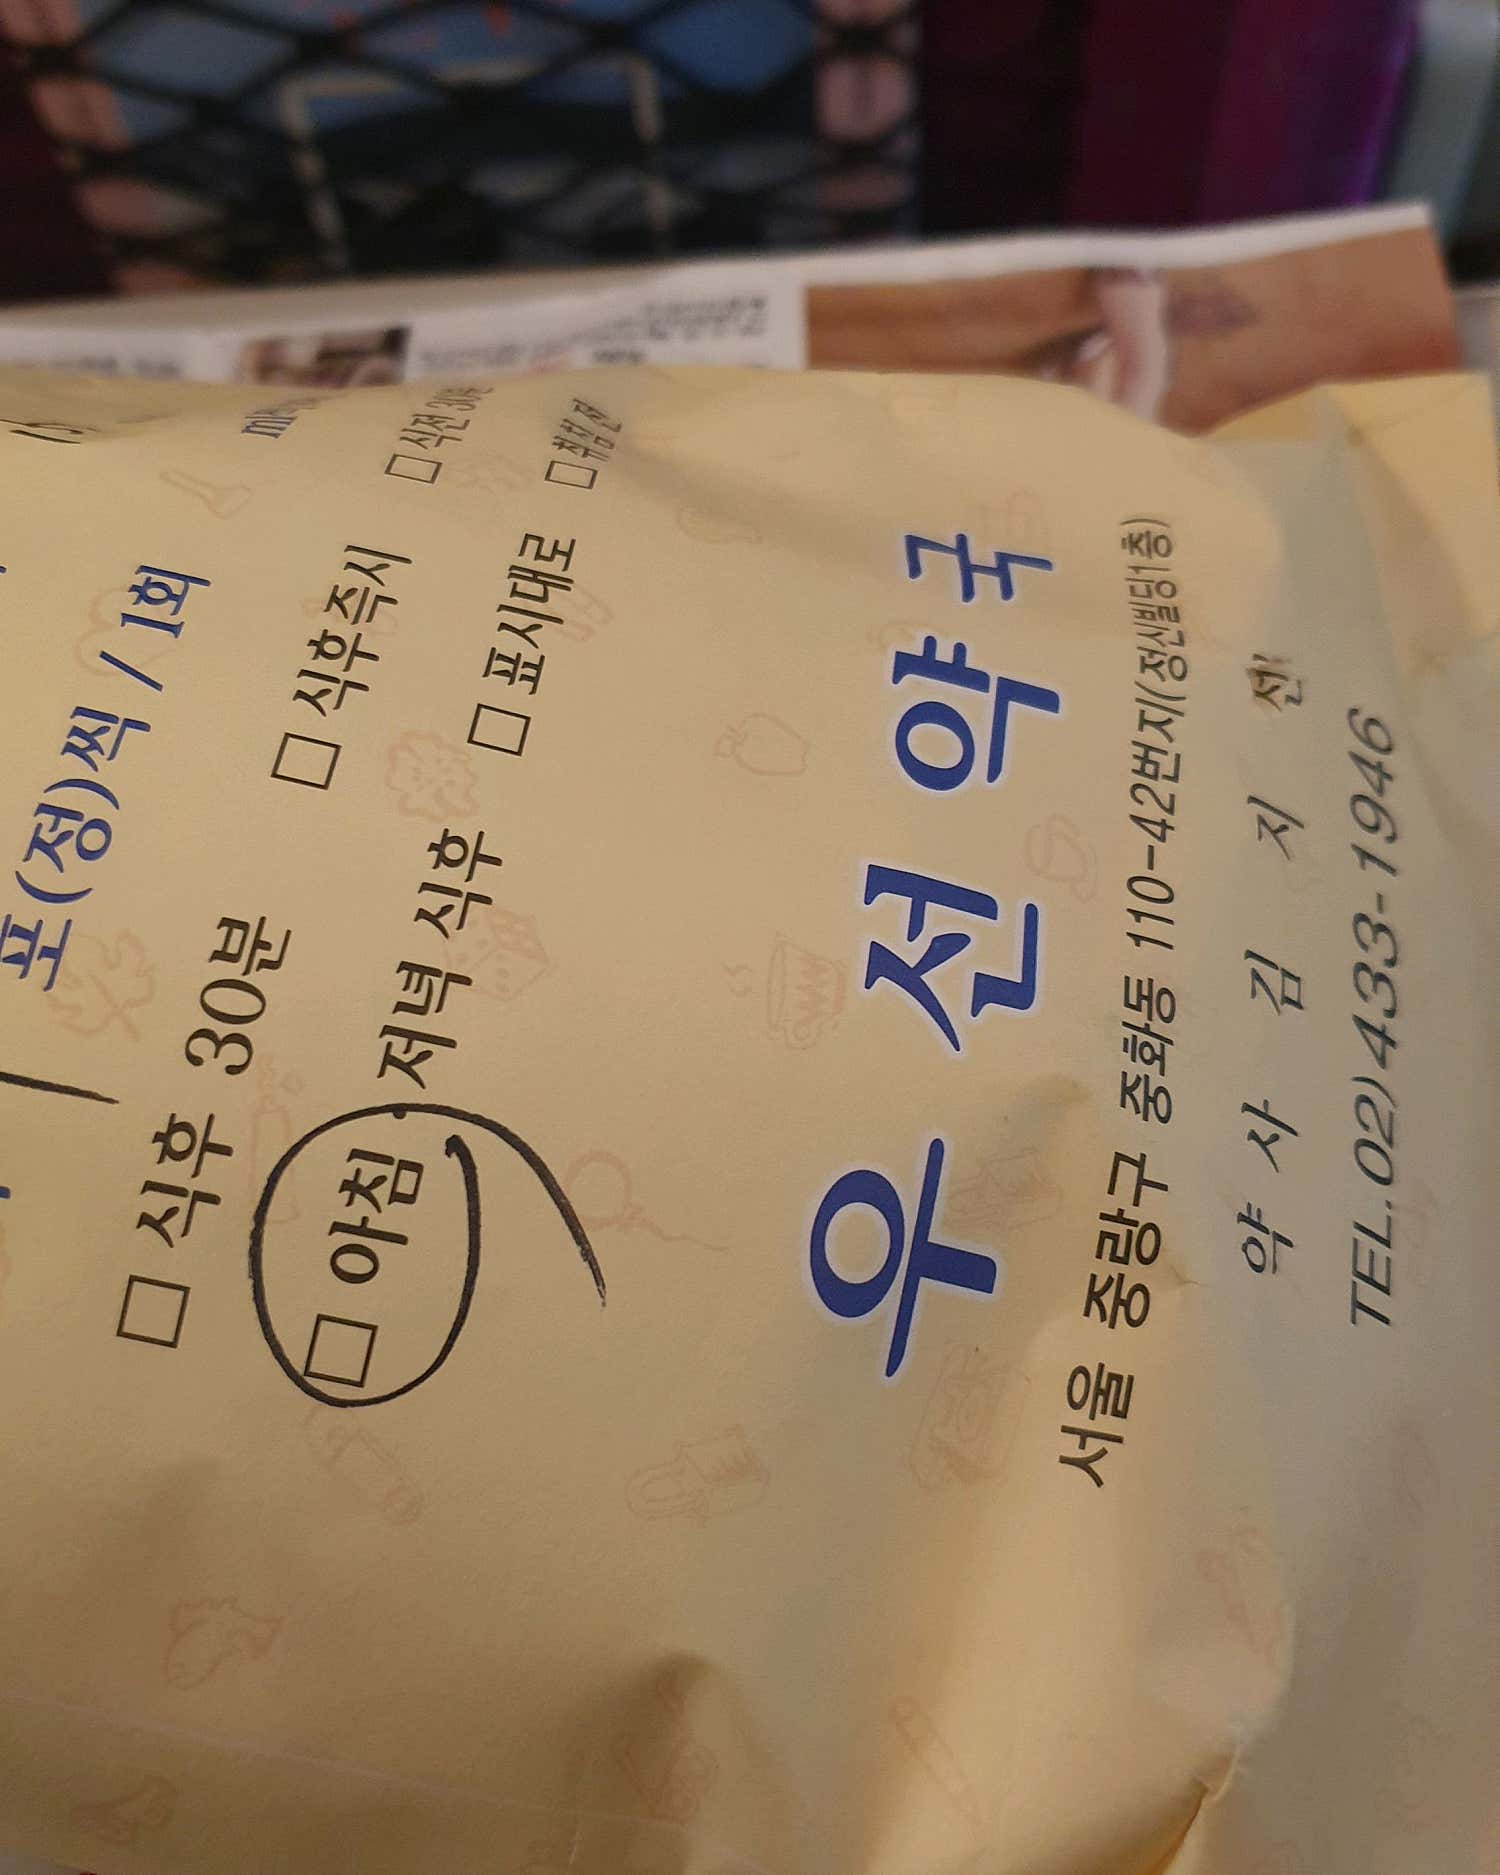 포(정)씩 / 1회
□ 식후 30분 □ 식후즉시 □ 식전 30분
□ 아침, 저녁 식후 □ 표시대로 □ 취침 전
우선약국
서울 중랑구 중화동 110-42번지(정신빌딩1층)
약사 김지선
TEL.02)433-1946